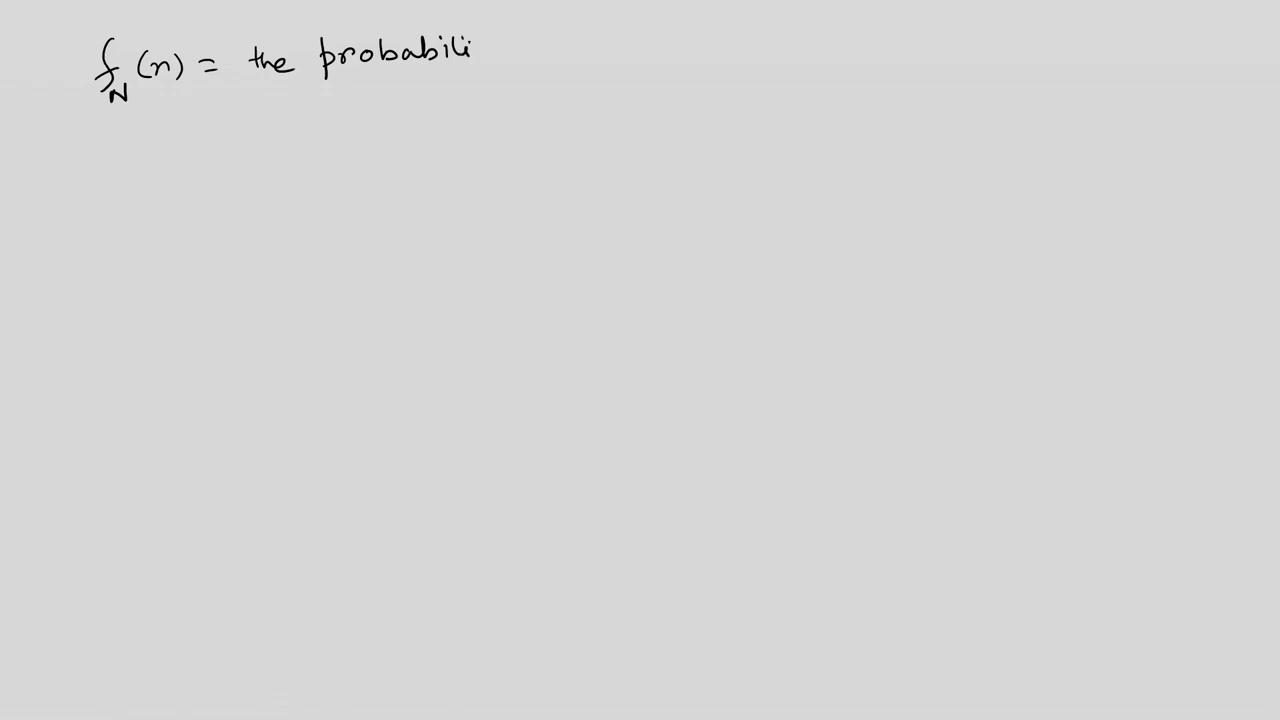 f_N (n) = the probabili